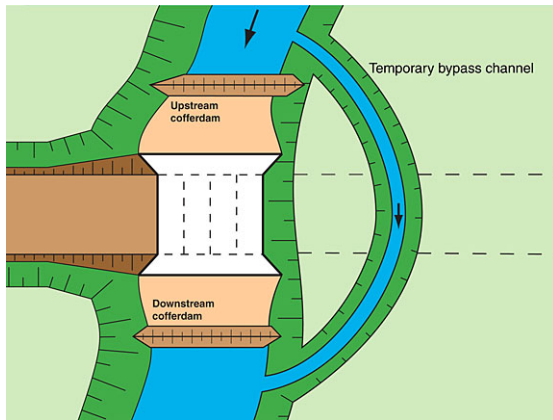 Temporary bypass channel
Upstream
cofferdam
Downstream
cofferdam